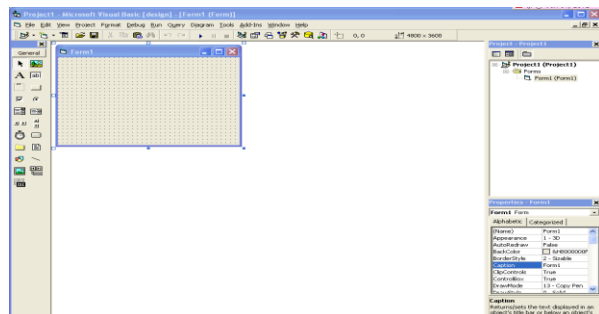 Project1 - Microsoft Visual Basic [design] - [Form1 (Form)]
File Edit View Project Format Debug Run Query Diagram Tools Add-Ins Window Help
0, 0 4800 x 3600
General
Form1
Project - Project1
Project1 (Project1)
Forms
Form1 (Form1)
Properties - Form1
Form1 Form
Alphabetic Categorized
(Name) Form1
Appearance 1 - 3D
AutoRedraw False
BackColor &H8000000F
BorderStyle 2 - Sizable
Caption Form1
ClipControls True
ControlBox True
DrawMode 13 - Copy Pen
Caption
Returns/sets the text displayed in an
object's title bar or below an object's